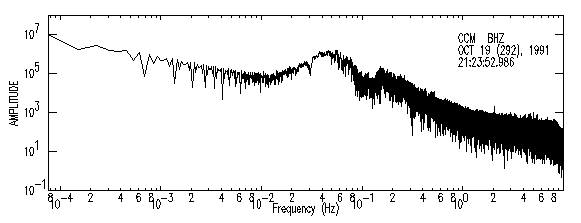 10⁷
CCM BHZ
OCT 19 (292), 1991
21:23:52.986
10⁵
AMPLITUDE
10³
10¹
10⁻¹
8 10⁻⁴ 2 4 6 8 10⁻³ 2 4 6 8 10⁻² 2 4 6 8 10⁻¹ 2 4 6 8 10⁰ 2 4 6 8
Frequency (Hz)